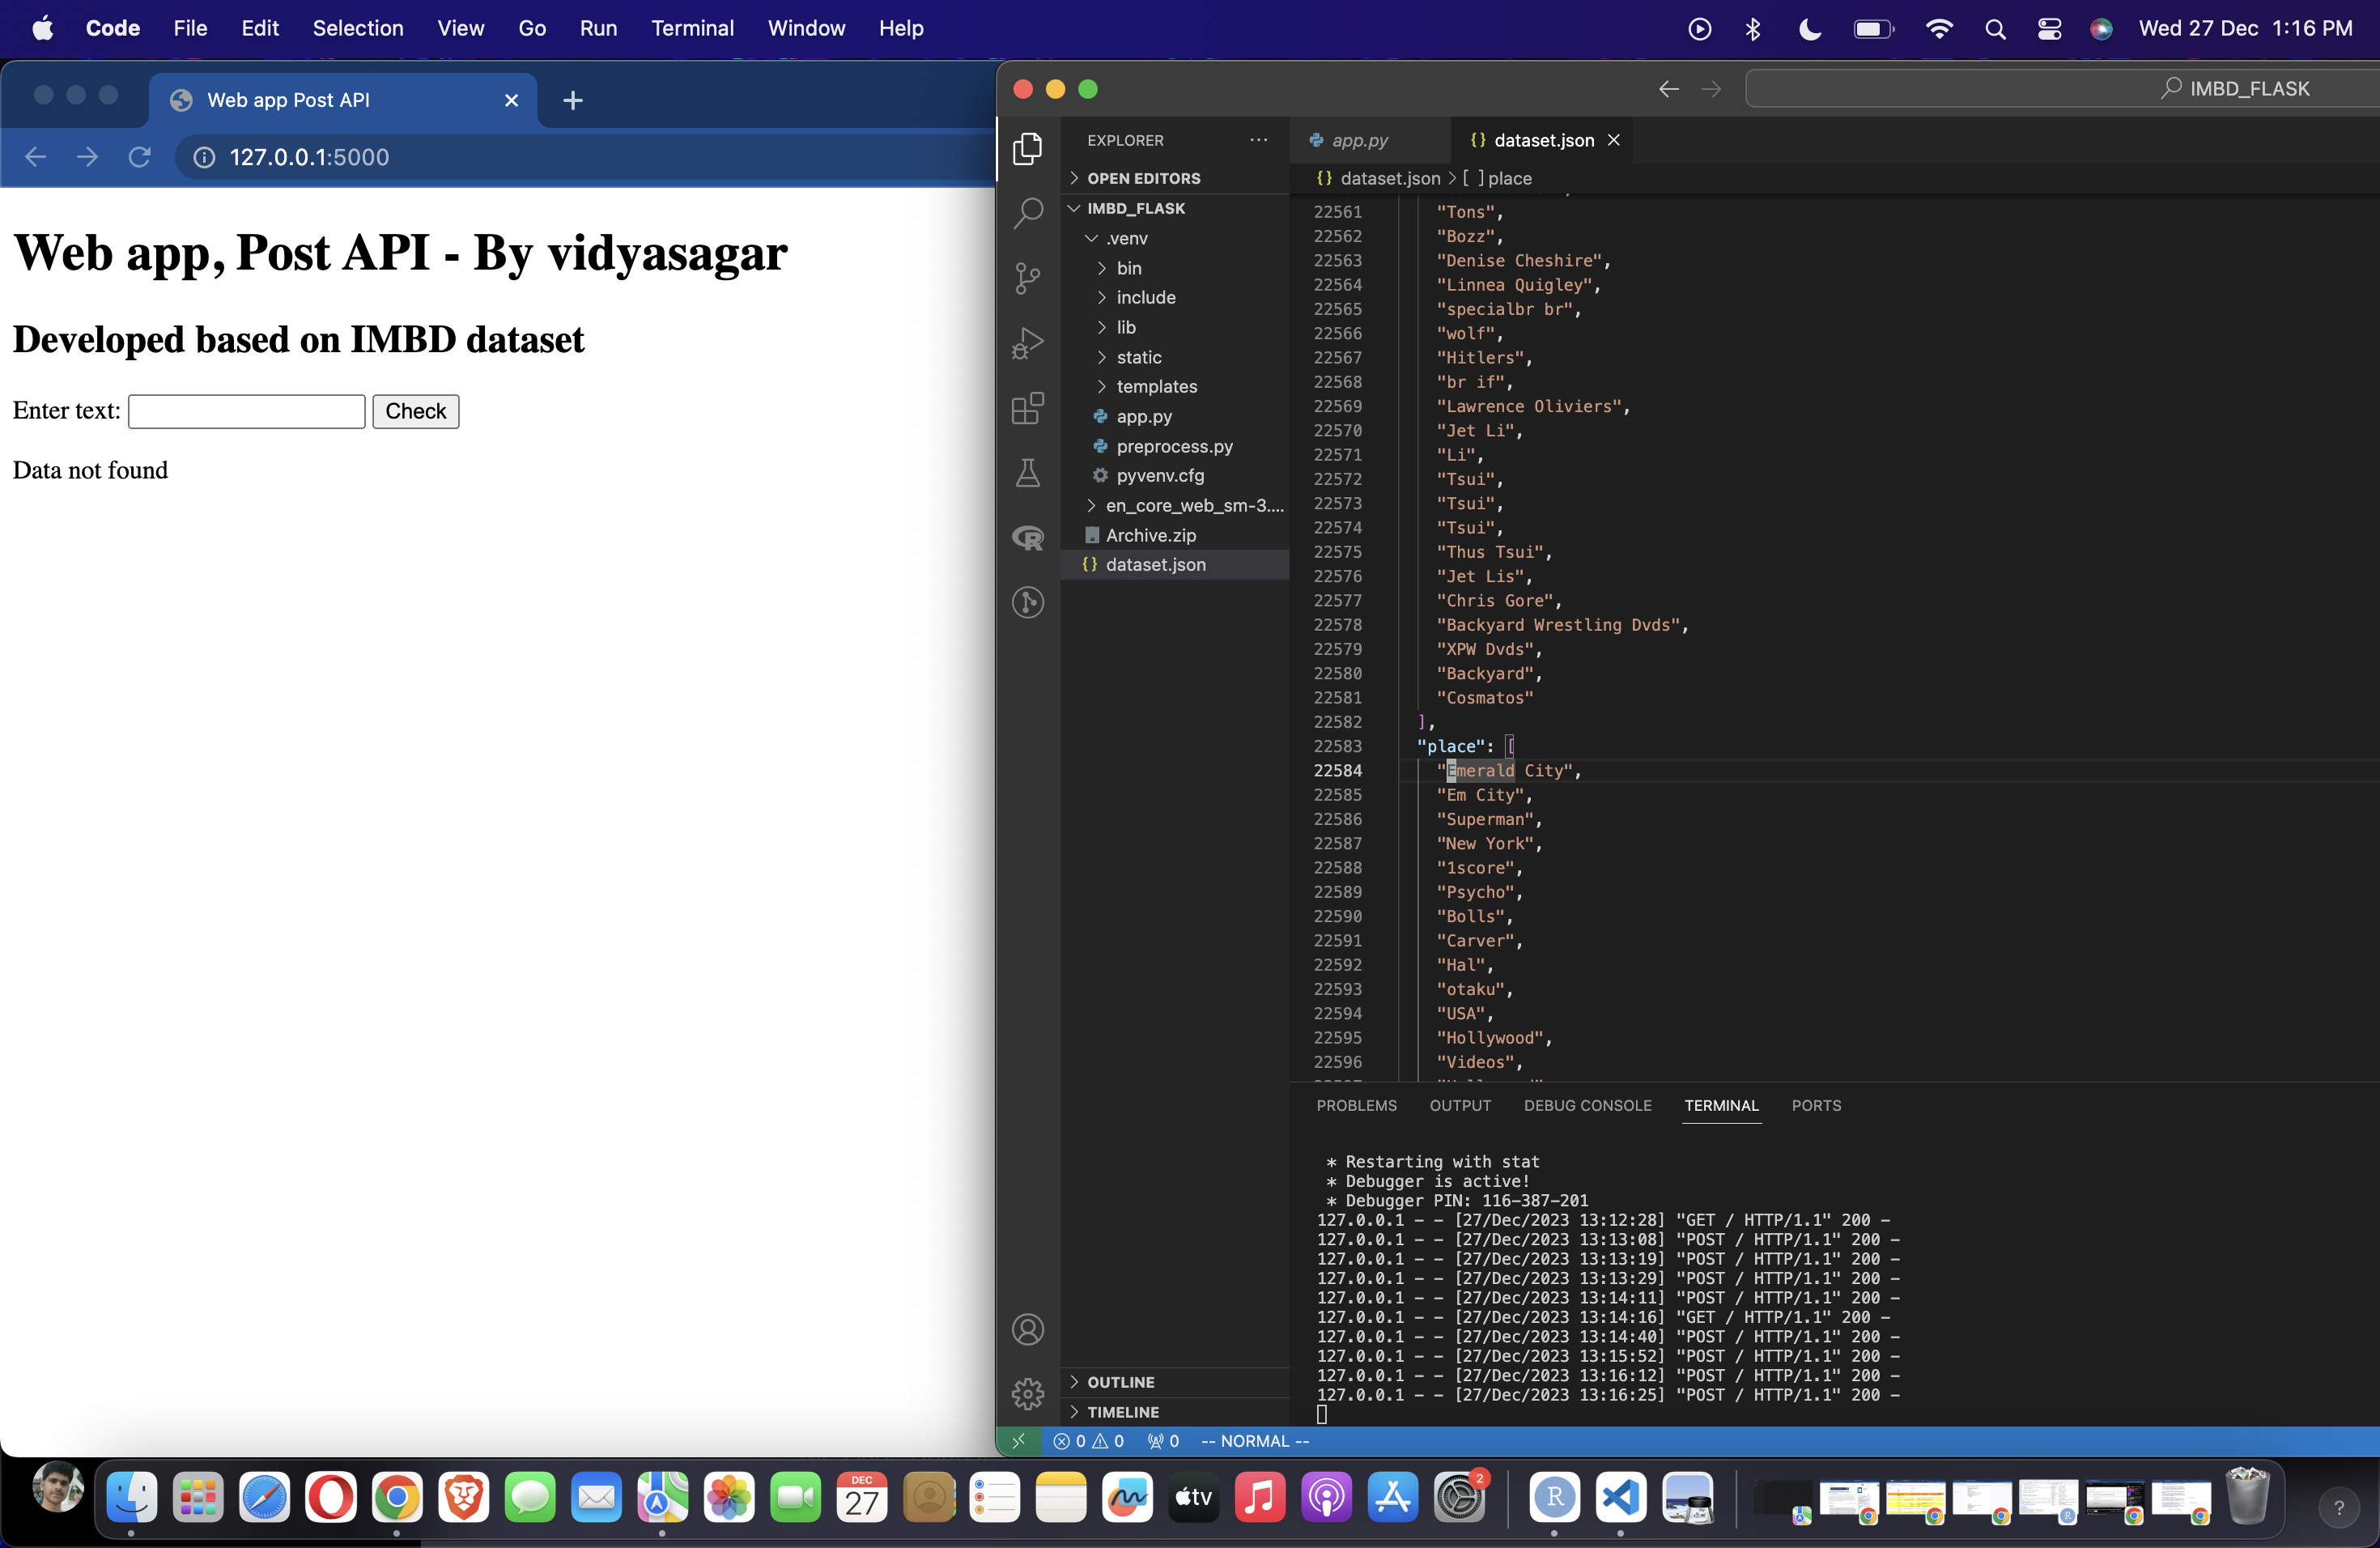 Code File Edit Selection View Go Run Terminal Window Help
Wed 27 Dec 1:16 PM
Web app Post API
127.0.0.1:5000
Web app, Post API - By vidyasagar
Developed based on IMBD dataset
Enter text:
Check
Data not found
IMBD_FLASK
EXPLORER
OPEN EDITORS
IMBD_FLASK
.venv
bin
include
lib
static
templates
app.py
preprocess.py
pyvenv.cfg
en_core_web_sm-3....
Archive.zip
dataset.json
OUTLINE
TIMELINE
app.py
dataset.json
dataset.json > [ ] place
22561 "Tons",
22562 "Bozz",
22563 "Denise Cheshire",
22564 "Linnea Quigley",
22565 "specialbr br",
22566 "wolf",
22567 "Hitlers",
22568 "br if",
22569 "Lawrence Oliviers",
22570 "Jet Li",
22571 "Li",
22572 "Tsui",
22573 "Tsui",
22574 "Tsui",
22575 "Thus Tsui",
22576 "Jet Lis",
22577 "Chris Gore",
22578 "Backyard Wrestling Dvds",
22579 "XPW Dvds",
22580 "Backyard",
22581 "Cosmatos"
22582 ],
22583 "place": [
22584 "Emerald City",
22585 "Em City",
22586 "Superman",
22587 "New York",
22588 "1score",
22589 "Psycho",
22590 "Bolls",
22591 "Carver",
22592 "Hal",
22593 "otaku",
22594 "USA",
22595 "Hollywood",
22596 "Videos",
PROBLEMS OUTPUT DEBUG CONSOLE TERMINAL PORTS
* Restarting with stat
* Debugger is active!
* Debugger PIN: 116-387-201
127.0.0.1 - - [27/Dec/2023 13:12:28] "GET / HTTP/1.1" 200 -
127.0.0.1 - - [27/Dec/2023 13:13:08] "POST / HTTP/1.1" 200 -
127.0.0.1 - - [27/Dec/2023 13:13:19] "POST / HTTP/1.1" 200 -
127.0.0.1 - - [27/Dec/2023 13:13:29] "POST / HTTP/1.1" 200 -
127.0.0.1 - - [27/Dec/2023 13:14:11] "POST / HTTP/1.1" 200 -
127.0.0.1 - - [27/Dec/2023 13:14:16] "GET / HTTP/1.1" 200 -
127.0.0.1 - - [27/Dec/2023 13:14:40] "POST / HTTP/1.1" 200 -
127.0.0.1 - - [27/Dec/2023 13:15:52] "POST / HTTP/1.1" 200 -
127.0.0.1 - - [27/Dec/2023 13:16:12] "POST / HTTP/1.1" 200 -
127.0.0.1 - - [27/Dec/2023 13:16:25] "POST / HTTP/1.1" 200 -
0 0 0 -- NORMAL --
DEC
27
tv
2
R
R
?